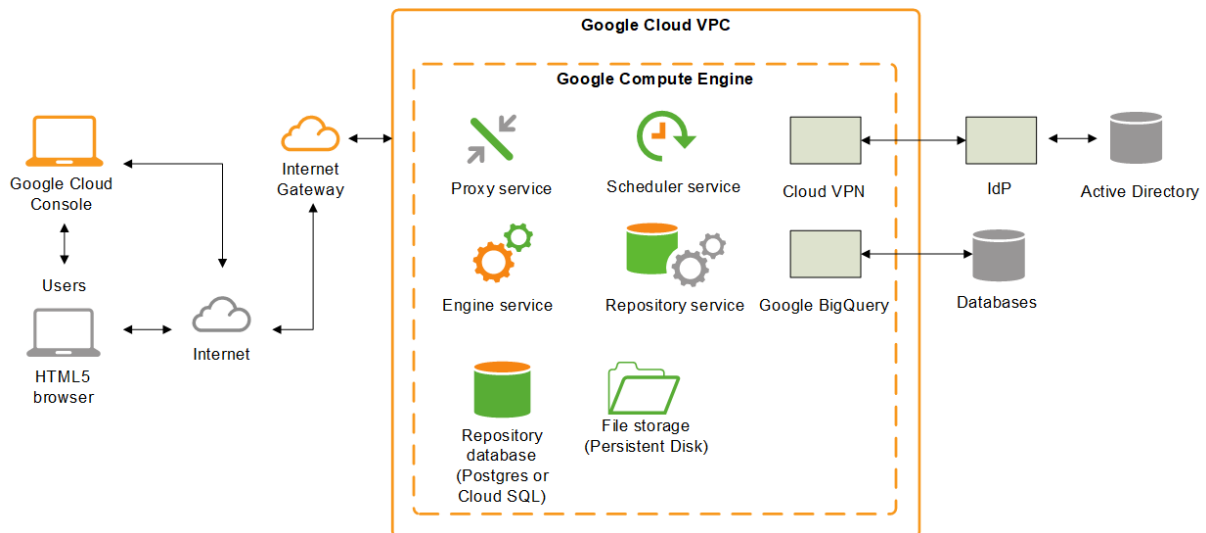 Google Cloud VPC
Google Compute Engine
Google Cloud
Console
Users
HTML5
browser
Internet
Internet
Gateway
Proxy service
Scheduler service
Cloud VPN
IdP
Active Directory
Engine service
Repository service
Google BigQuery
Databases
Repository
database
(Postgres or
Cloud SQL)
File storage
(Persistent Disk)